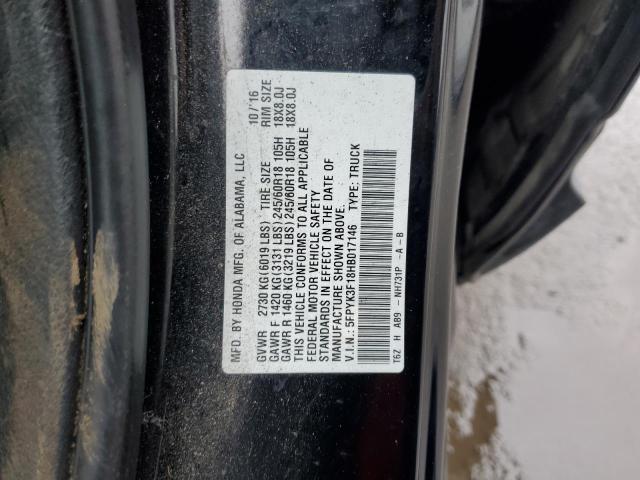 MFD. BY HONDA MFG. OF ALABAMA, LLC 10/16
GVWR 2730 KG(6019 LBS) TIRE SIZE RIM SIZE
GAWR F 1420 KG(3131 LBS) 245/60R18 105H 18X8.0J
GAWR R 1460 KG(3219 LBS) 245/60R18 105H 18X8.0J
THIS VEHICLE CONFORMS TO ALL APPLICABLE
FEDERAL MOTOR VEHICLE SAFETY
STANDARDS IN EFFECT ON THE DATE OF
MANUFACTURE SHOWN ABOVE.
V.I.N.: 5FPYK3F18HB017146 TYPE: TRUCK
T6Z H AB9 - NH731P -A-B